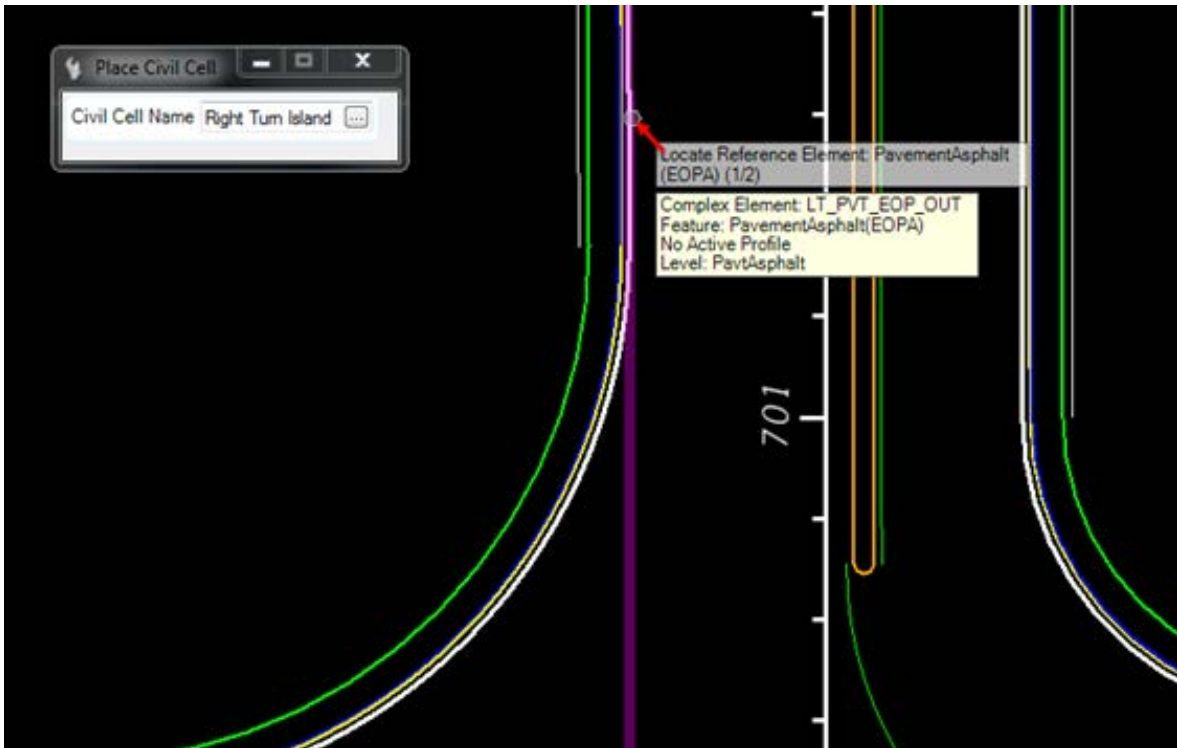 Place Civil Cell
Civil Cell Name Right Turn Island ...
Locate Reference Element: PavementAsphalt
(EOPA) (1/2)
Complex Element: LT_PVT_EOP_OUT
Feature: PavementAsphalt(EOPA)
No Active Profile
Level: PavtAsphalt
701